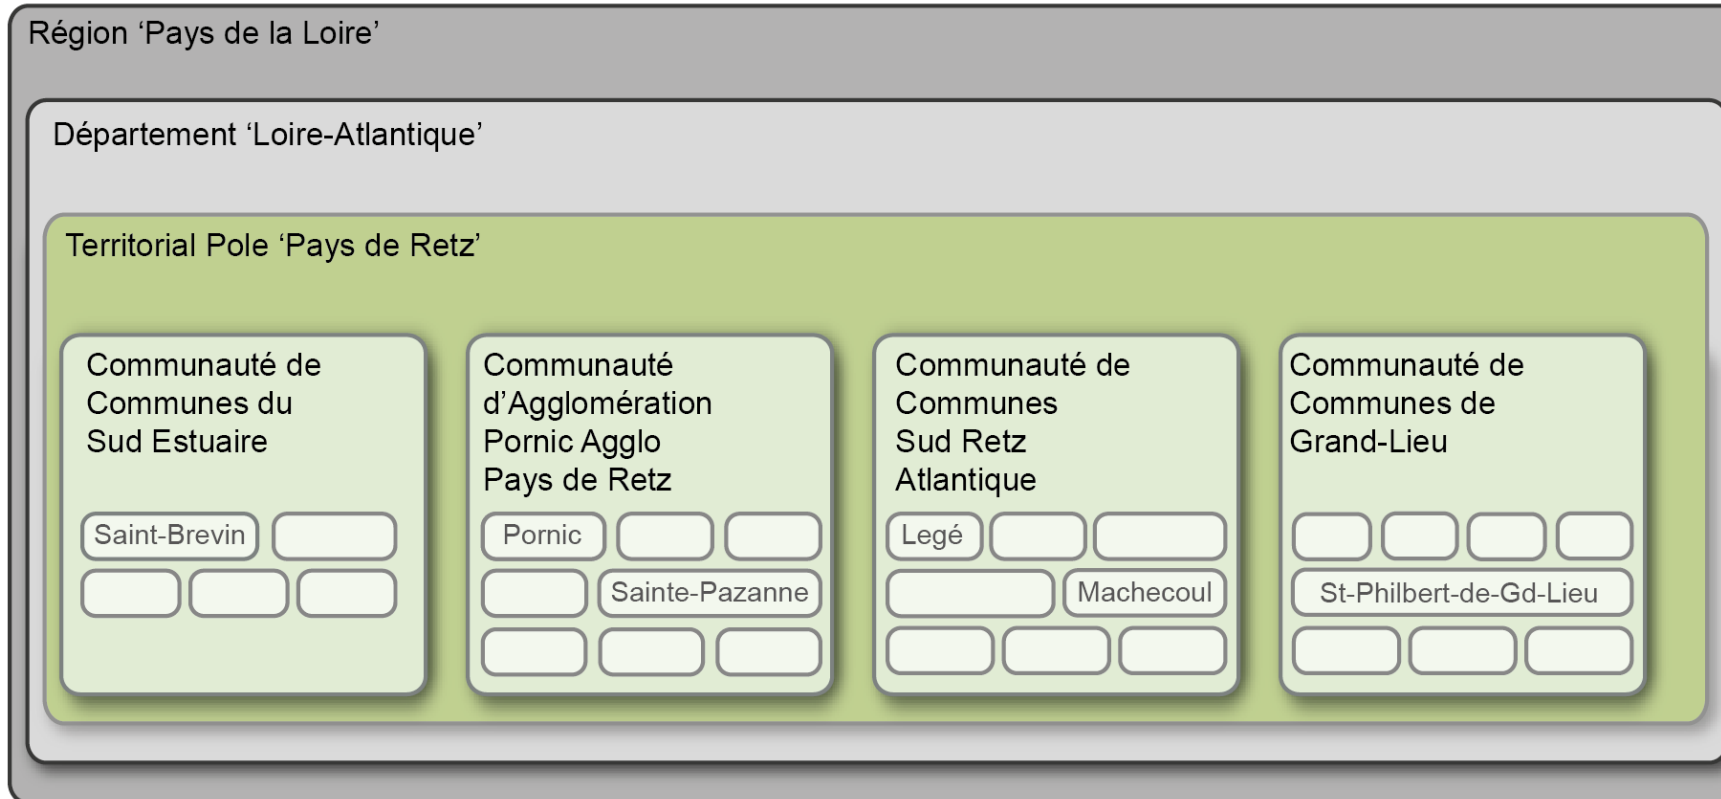 Région ‘Pays de la Loire’
Département ‘Loire-Atlantique’
Territorial Pole ‘Pays de Retz’
Communauté de
Communes du
Sud Estuaire
Saint-Brevin
Communauté
d’Agglomération
Pornic Agglo
Pays de Retz
Pornic
Sainte-Pazanne
Communauté de
Communes
Sud Retz
Atlantique
Legé
Machecoul
Communauté de
Communes de
Grand-Lieu
St-Philbert-de-Gd-Lieu